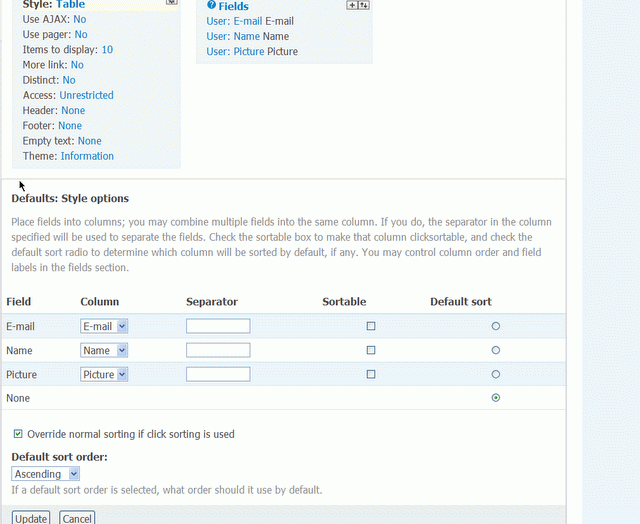 Style: Table
Use AJAX: No
Use pager: No
Items to display: 10
More link: No
Distinct: No
Access: Unrestricted
Header: None
Footer: None
Empty text: None
Theme: Information
Fields
User: E-mail E-mail
User: Name Name
User: Picture Picture
Defaults: Style options
Place fields into columns; you may combine multiple fields into the same column. If you do, the separator in the column
specified will be used to separate the fields. Check the sortable box to make that column clicksortable, and check the
default sort radio to determine which column will be sorted by default, if any. You may control column order and field
labels in the fields section.
Field Column Separator Sortable Default sort
E-mail E-mail
Name Name
Picture Picture
None
Override normal sorting if click sorting is used
Default sort order:
Ascending
If a default sort order is selected, what order should it use by default.
Update Cancel